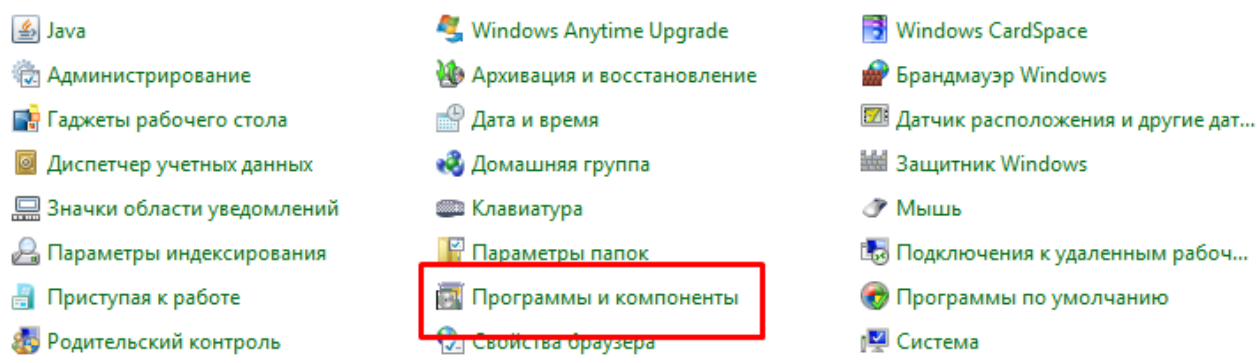 Java
Windows Anytime Upgrade
Windows CardSpace
Администрирование
Архивация и восстановление
Брандмауэр Windows
Гаджеты рабочего стола
Дата и время
Датчик расположения и другие дат...
Диспетчер учетных данных
Домашняя группа
Защитник Windows
Значки области уведомлений
Клавиатура
Мышь
Параметры индексирования
Параметры папок
Подключения к удаленным рабоч...
Приступая к работе
Программы и компоненты
Программы по умолчанию
Родительский контроль
Свойства браузера
Система